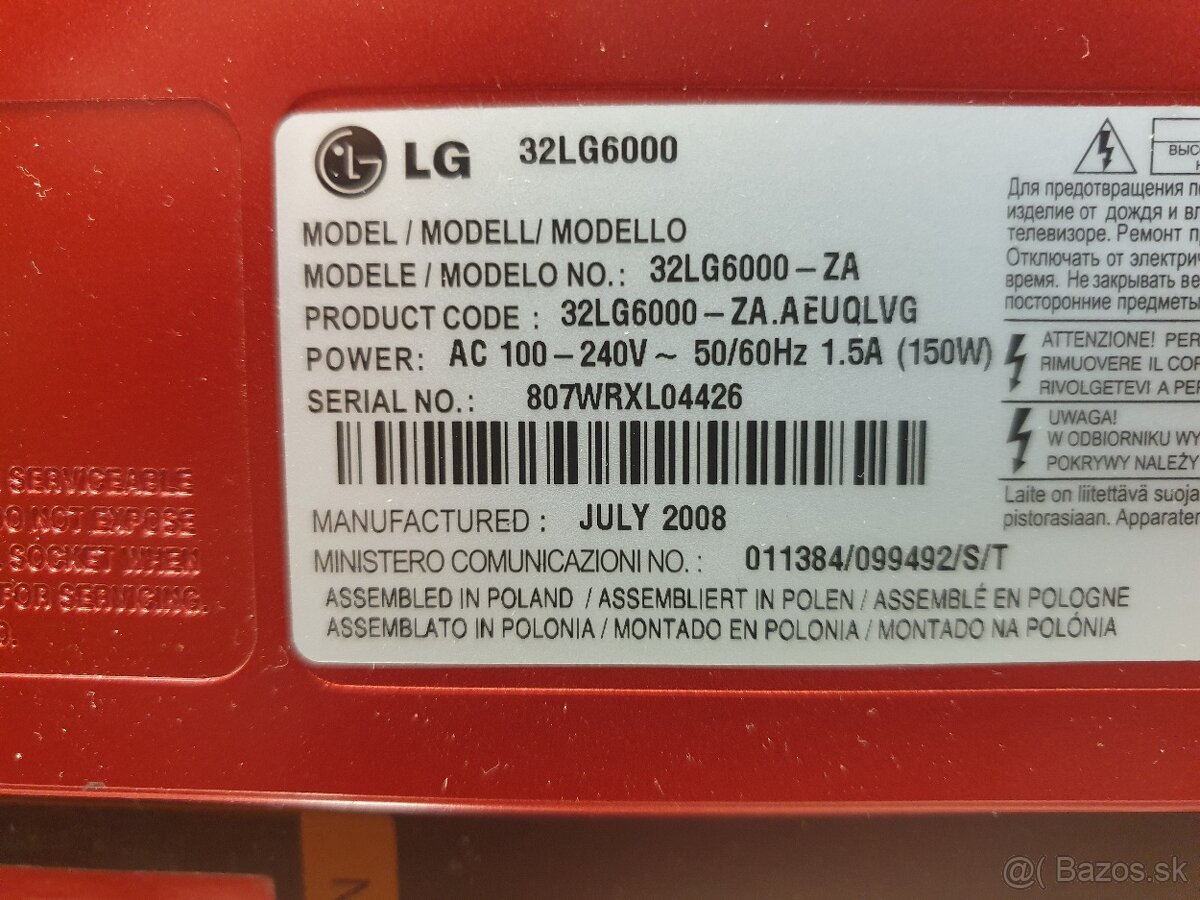 LG 32LG6000
MODEL / MODELL/ MODELLO
MODELE / MODELO NO.: 32LG6000-ZA
PRODUCT CODE : 32LG6000-ZA.AEUQLVG
POWER: AC 100-240V~ 50/60Hz 1.5A (150W)
SERIAL NO.: 807WRXL04426
MANUFACTURED : JULY 2008
MINISTERO COMUNICAZIONI NO. : 011384/099492/S/T
ASSEMBLED IN POLAND / ASSEMBLIERT IN POLEN / ASSEMBLÉ EN POLOGNE
ASSEMBLATO IN POLONIA / MONTADO EN POLONIA / MONTADO NA POLÓNIA
Для предотвращения
изделие от дождя и
телевизоре. Ремонт
Отключать от
время. Не закрывать
посторонние предметы
ATTENZIONE! PER
RIMUOVERE IL
RIVOLGETEVI A
UWAGA!
W ODBIORNIKU
POKRYWY NALEŻY
Laite on liitettävä
pistorasiaan.
SERVICEABLE
DO NOT EXPOSE
SOCKET WHEN
FOR SERVICING.
@( Bazos.sk